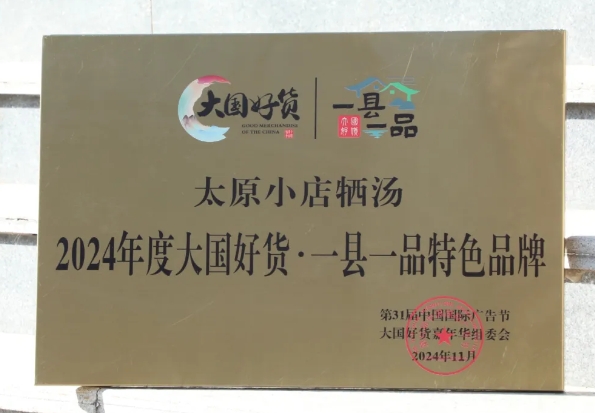 大国好货
GOOD MERCHANDISE
OF THE CHINA
一县一品
太原小店牺汤
2024年度大国好货·一县一品特色品牌
第31届中国国际广告节
大国好货嘉年华组委会
2024年11月